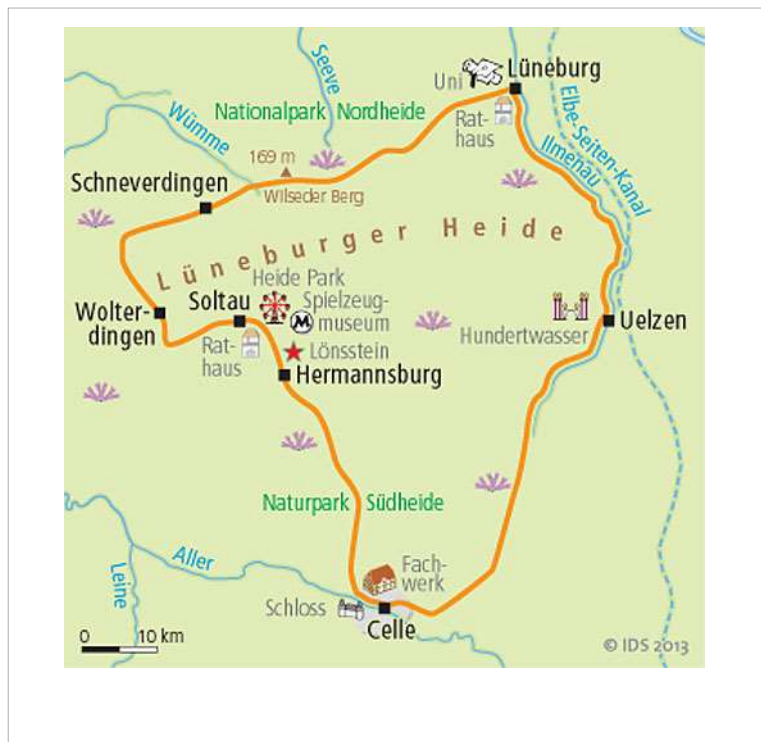 Seeve
Uni
Lüneburg
Elbe-Seiten-Kanal
Nationalpark Nordheide
Wümme
Rat-
haus
Ilmenau
169 m
Schneverdingen
Wilseder Berg
Lüneburger Heide
Heide Park
Soltau
Spielzeug-
museum
Wolter-
dingen
Uelzen
Hundertwasser
Rat-
haus
Lönsstein
Hermannsburg
Naturpark Südheide
Aller
Leine
Fach-
werk
Schloss
Celle
0 10 km
© IDS 2013